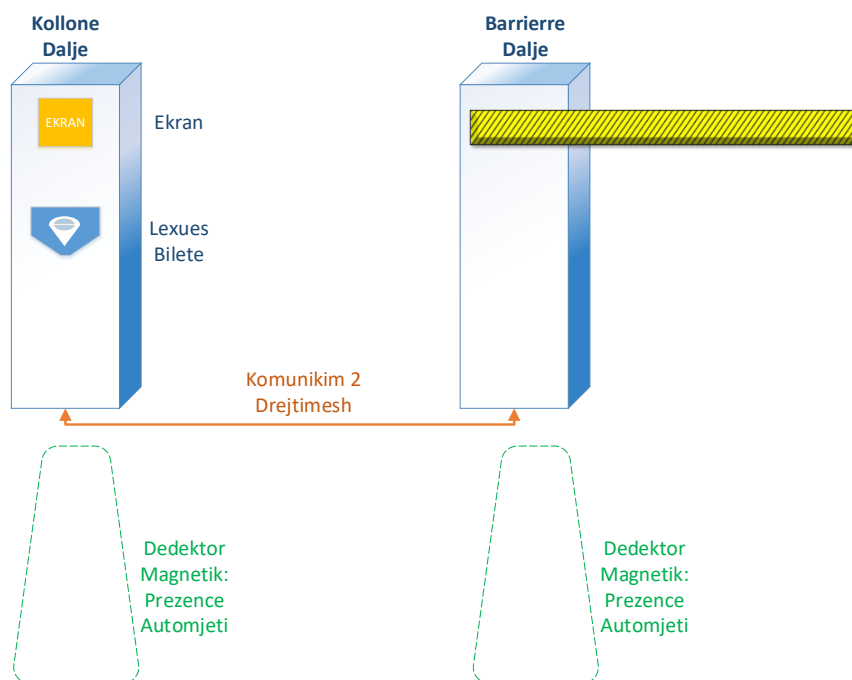 Kollone
Dalje
Barrierre
Dalje
EKRAN
Ekran
Lexues
Bilete
Komunikim 2
Drejtimesh
Dedektor
Magnetik:
Prezence
Automjeti
Dedektor
Magnetik:
Prezence
Automjeti